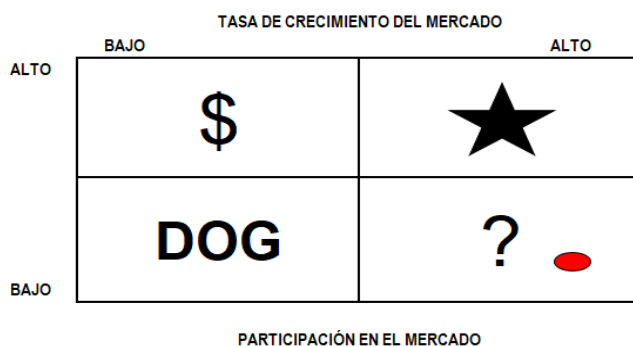 TASA DE CRECIMIENTO DEL MERCADO
BAJO ALTO
ALTO
$
DOG ?
BAJO
PARTICIPACIÓN EN EL MERCADO